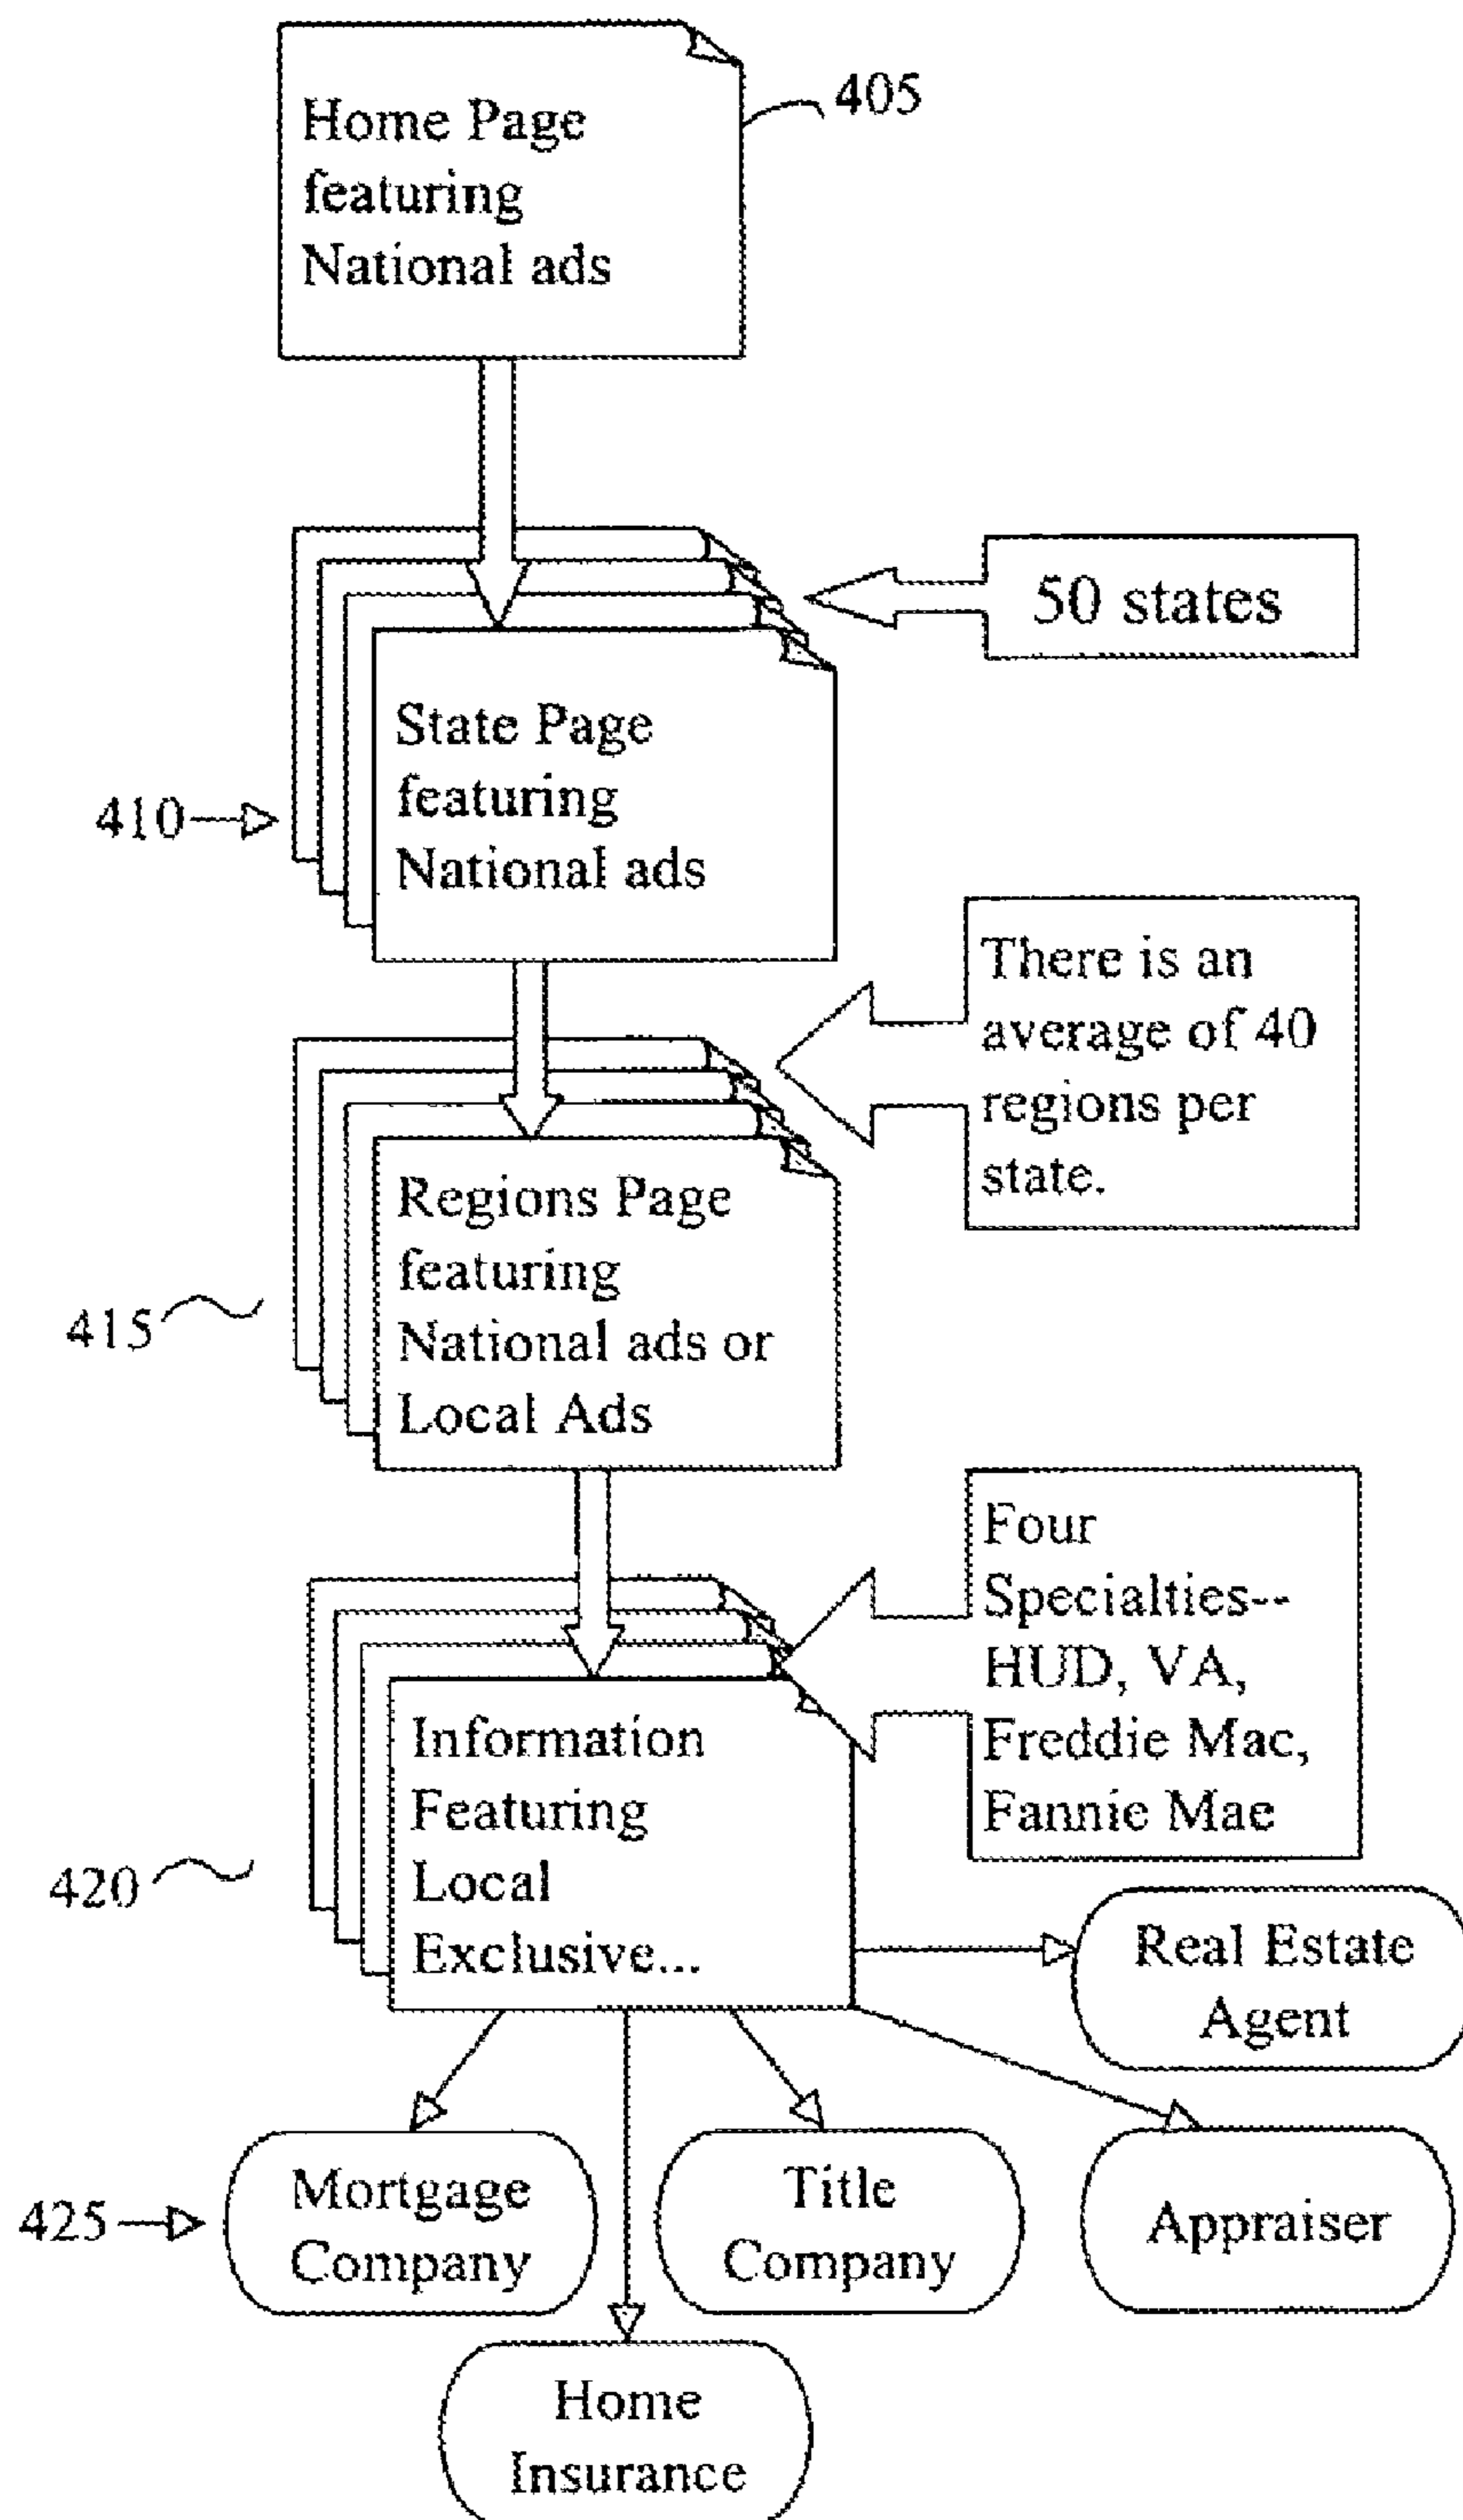 Home Page
featuring
National ads
405
50 states
State Page
featuring
National ads
410
There is an
average of 40
regions per
state.
Regions Page
featuring
National ads or
Local Ads
415
Four
Specialties--
HUD, VA,
Freddie Mac,
Fannie Mae
Information
Featuring
Local
Exclusive...
420
Real Estate
Agent
425
Mortgage
Company
Title
Company
Appraiser
Home
Insurance